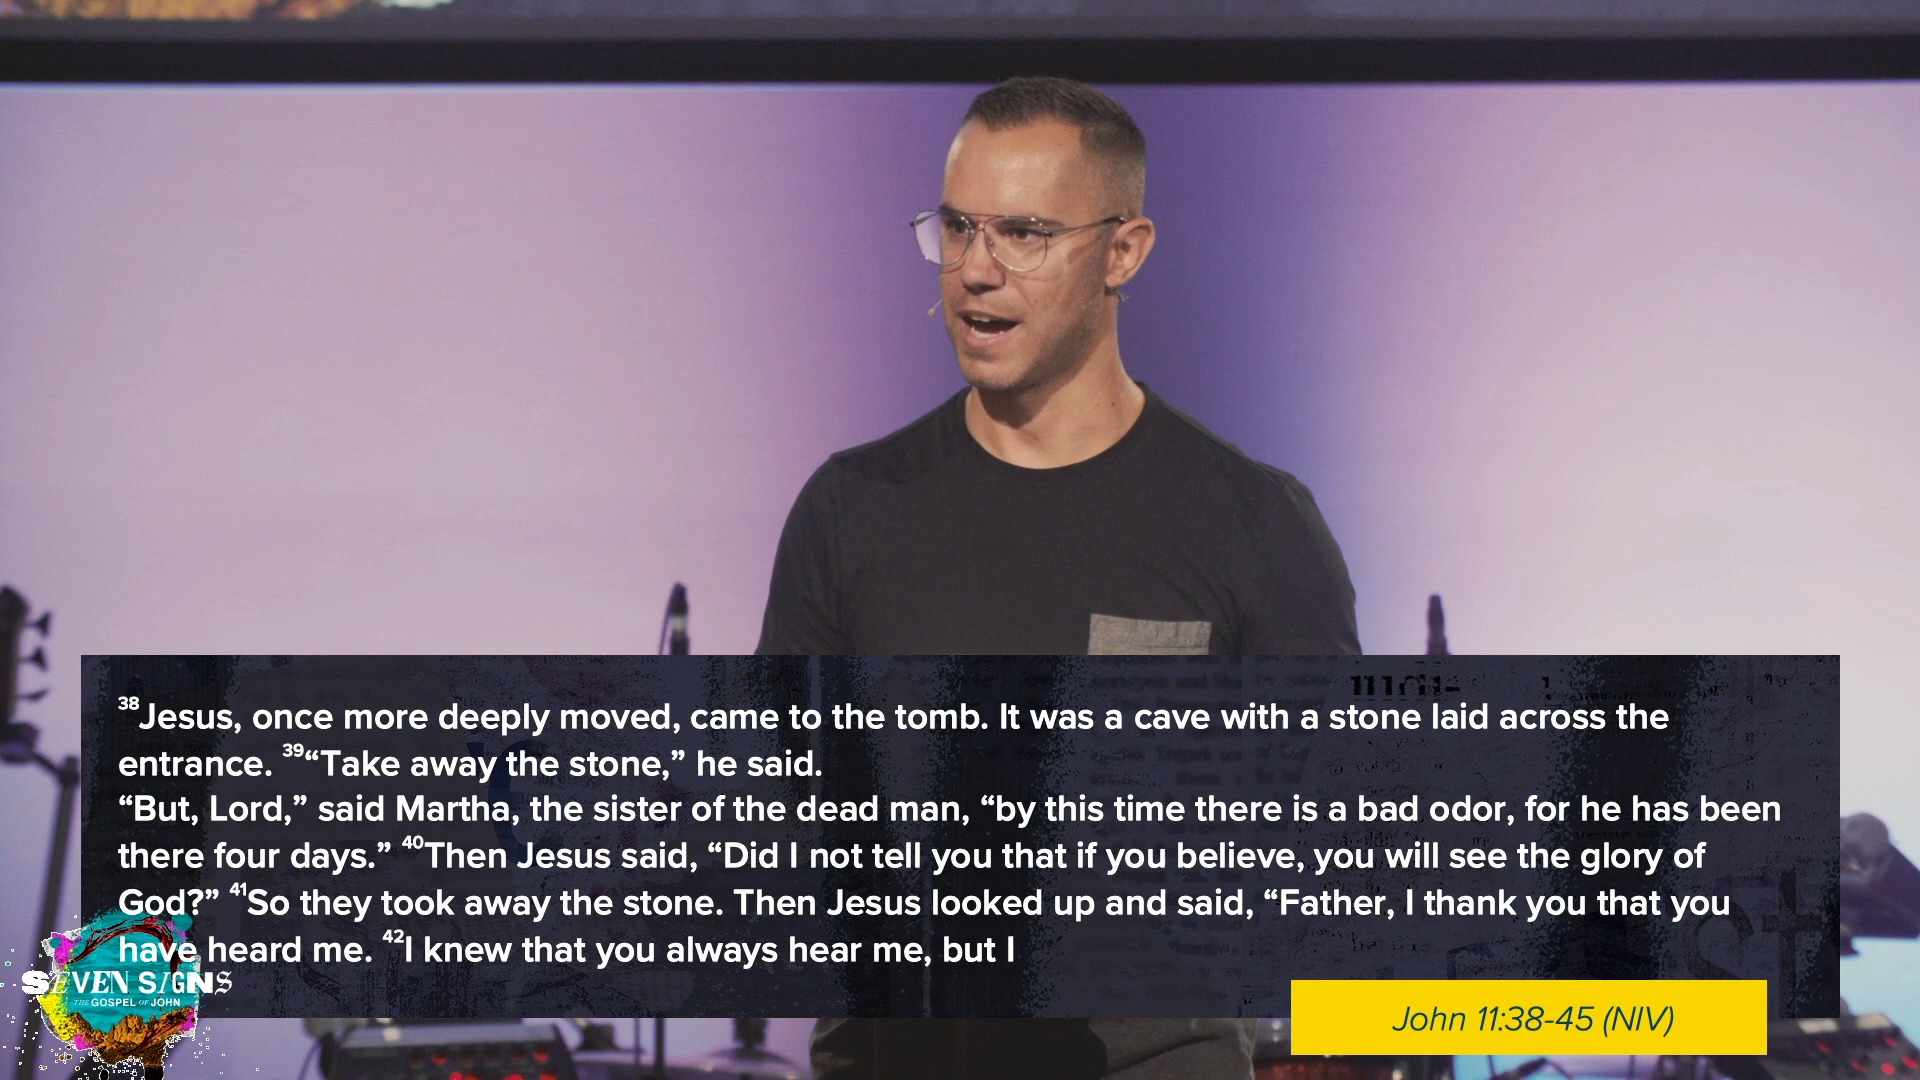 ³⁸Jesus, once more deeply moved, came to the tomb. It was a cave with a stone laid across the
entrance. ³⁹“Take away the stone,” he said.
“But, Lord,” said Martha, the sister of the dead man, “by this time there is a bad odor, for he has been
there four days.” ⁴⁰Then Jesus said, “Did I not tell you that if you believe, you will see the glory of
God?” ⁴¹So they took away the stone. Then Jesus looked up and said, “Father, I thank you that you
have heard me. ⁴²I knew that you always hear me, but I
SEVEN SIGNS
THE GOSPEL OF JOHN
John 11:38-45 (NIV)